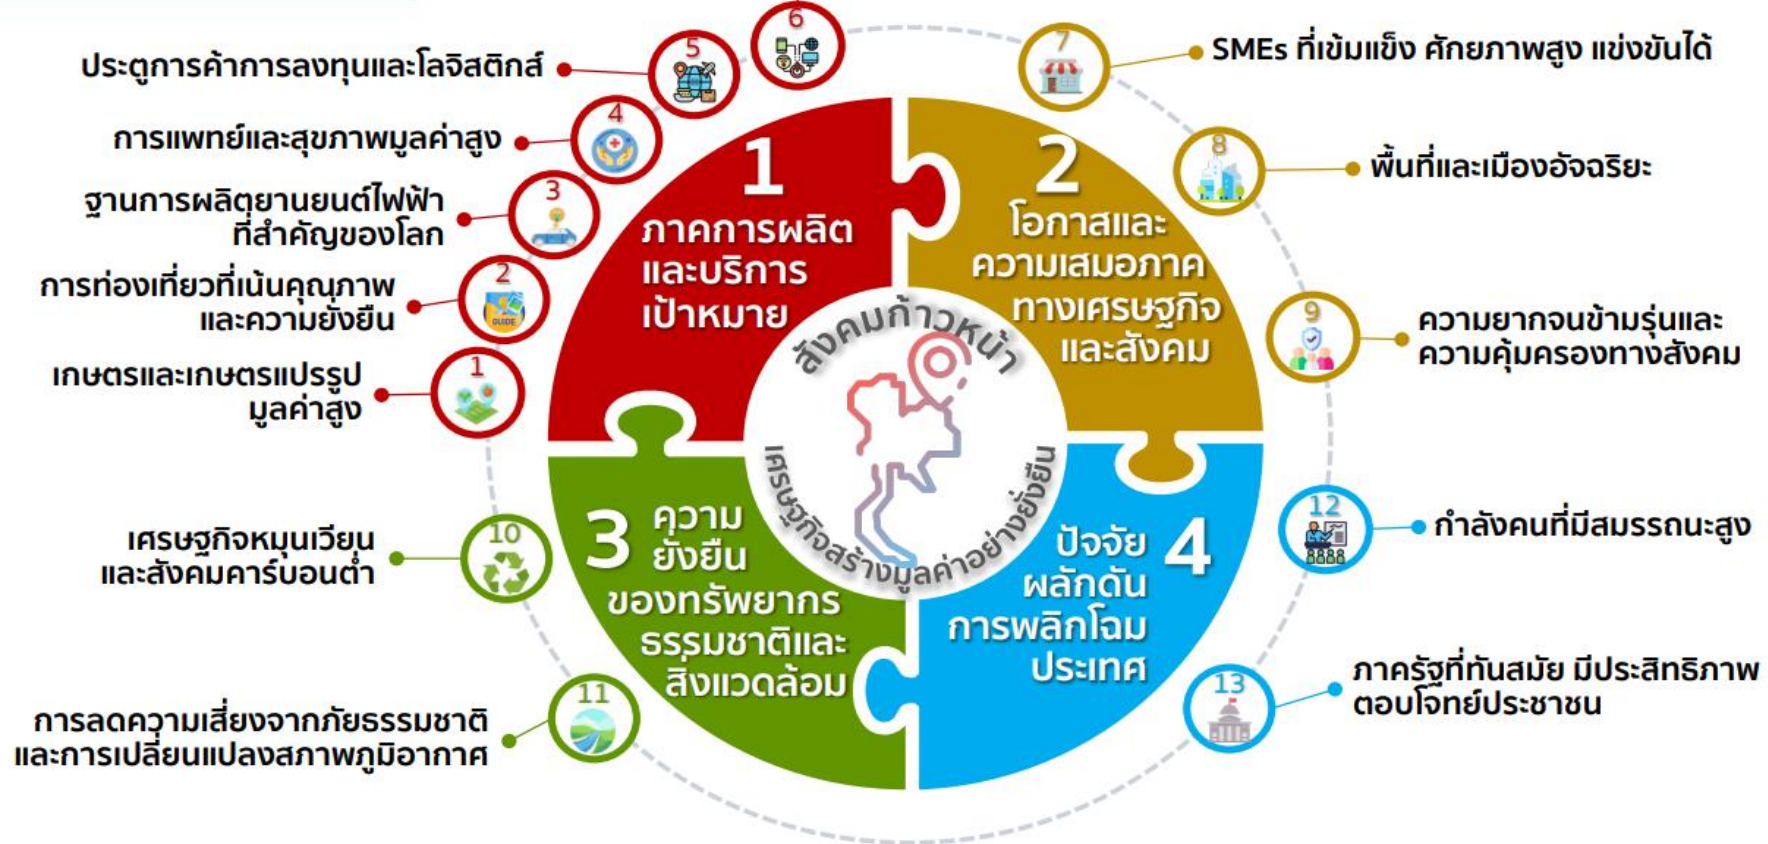 6
5
ประตูการค้าการลงทุนและโลจิสติกส์
4
การแพทย์และสุขภาพมูลค่าสูง
3
ฐานการผลิตยานยนต์ไฟฟ้า
ที่สำคัญของโลก
2
GUIDE
การท่องเที่ยวที่เน้นคุณภาพ
และความยั่งยืน
1
เกษตรและเกษตรแปรรูป
มูลค่าสูง
1
ภาคการผลิต
และบริการ
เป้าหมาย
2
โอกาสและ
ความเสมอภาค
ทางเศรษฐกิจ
และสังคม
7
SMEs ที่เข้มแข็ง ศักยภาพสูง แข่งขันได้
8
พื้นที่และเมืองอัจฉริยะ
9
ความยากจนข้ามรุ่นและ
ความคุ้มครองทางสังคม
สังคมก้าวหน้า
เศรษฐกิจสร้างมูลค่าอย่างยั่งยืน
10
เศรษฐกิจหมุนเวียน
และสังคมคาร์บอนต่ำ
11
การลดความเสี่ยงจากภัยธรรมชาติ
และการเปลี่ยนแปลงสภาพภูมิอากาศ
3
ความ
ยั่งยืน
ของทรัพยากร
ธรรมชาติและ
สิ่งแวดล้อม
4
ปัจจัย
ผลักดัน
การพลิกโฉม
ประเทศ
12
กำลังคนที่มีสมรรถนะสูง
13
ภาครัฐที่ทันสมัย มีประสิทธิภาพ
ตอบโจทย์ประชาชน